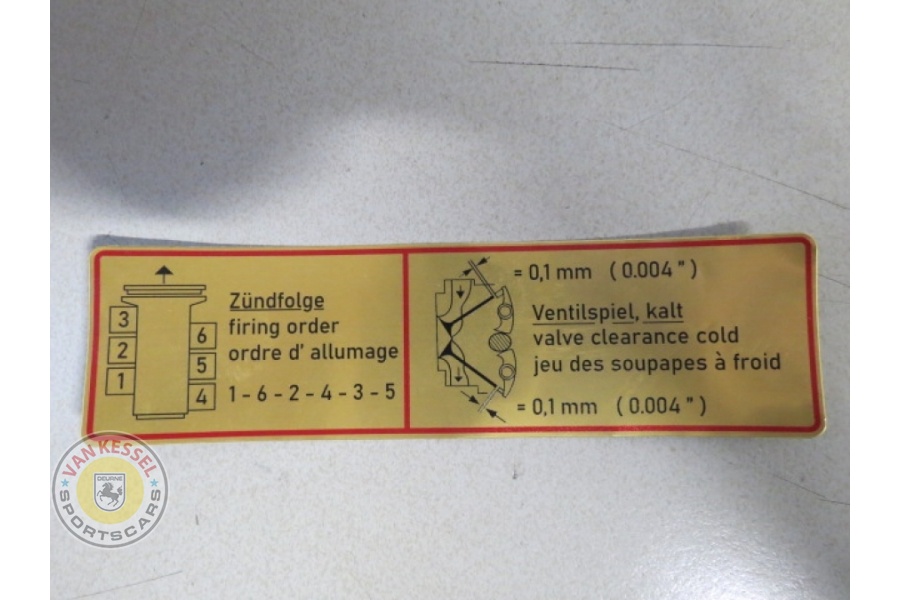 3
2
1
6
5
4
Zündfolge
firing order
ordre d' allumage
1 - 6 - 2 - 4 - 3 - 5
= 0,1 mm ( 0.004 " )
Ventilspiel, kalt
valve clearance cold
jeu des soupapes à froid
= 0,1 mm ( 0.004 " )
VAN KESSEL
DEURNE
SPORTSCARS